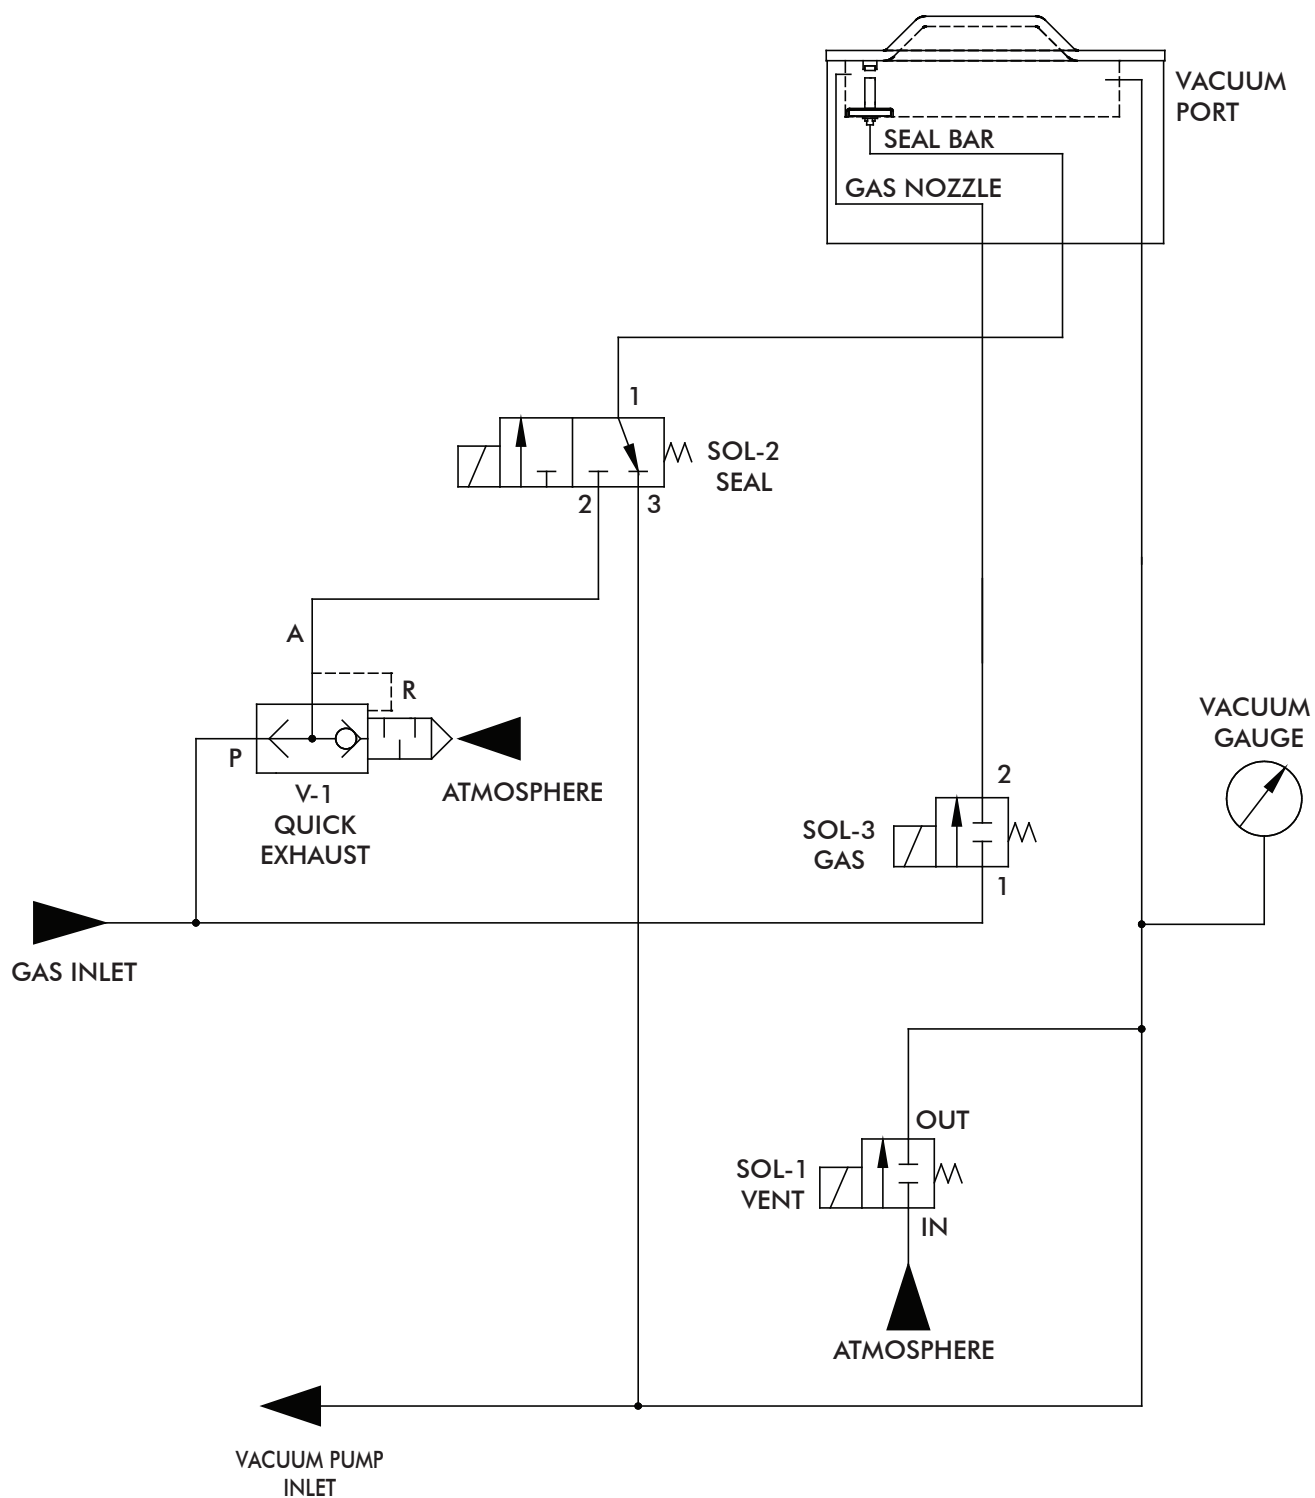 VACUUM
PORT
SEAL BAR
GAS NOZZLE
1
SOL-2
SEAL
2
3
A
R
P
V-1
QUICK
EXHAUST
ATMOSPHERE
VACUUM
GAUGE
2
SOL-3
GAS
1
GAS INLET
OUT
SOL-1
VENT
IN
ATMOSPHERE
VACUUM PUMP
INLET